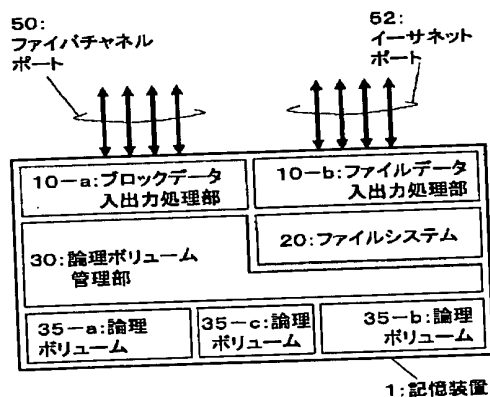 50:
ファイバチャネル
ポート
52:
イーサネット
ポート
10-a:ブロックデータ
入出力処理部
10-b:ファイルデータ
入出力処理部
30:論理ボリューム
管理部
20:ファイルシステム
35-a:論理
ボリューム
35-c:論理
ボリューム
35-b:論理
ボリューム
1:記憶装置